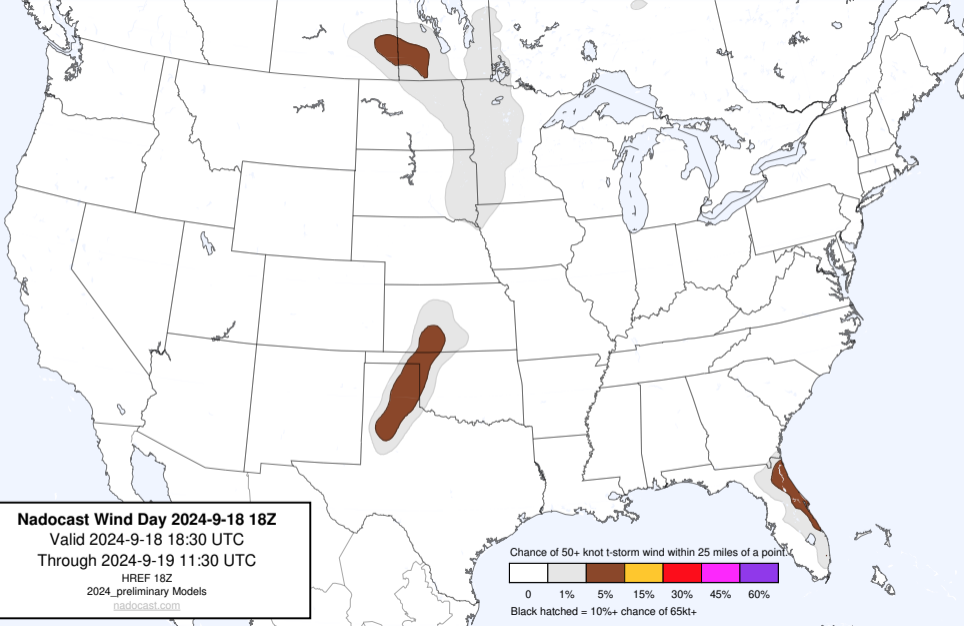 Nadocast Wind Day 2024-9-18 18Z
Valid 2024-9-18 18:30 UTC
Through 2024-9-19 11:30 UTC
HREF 18Z
2024_preliminary Models
nadocast.com
Chance of 50+ knot t-storm wind within 25 miles of a point.
0 1% 5% 15% 30% 45% 60%
Black hatched = 10%+ chance of 65kt+